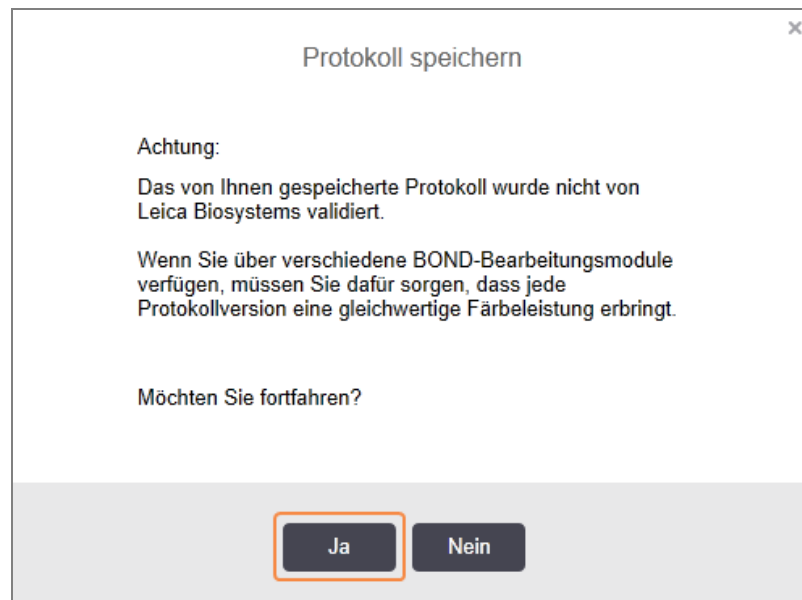 Protokoll speichern
Achtung:
Das von Ihnen gespeicherte Protokoll wurde nicht von
Leica Biosystems validiert.
Wenn Sie über verschiedene BOND-Bearbeitungsmodule
verfügen, müssen Sie dafür sorgen, dass jede
Protokollversion eine gleichwertige Färbeleistung erbringt.
Möchten Sie fortfahren?
Ja Nein